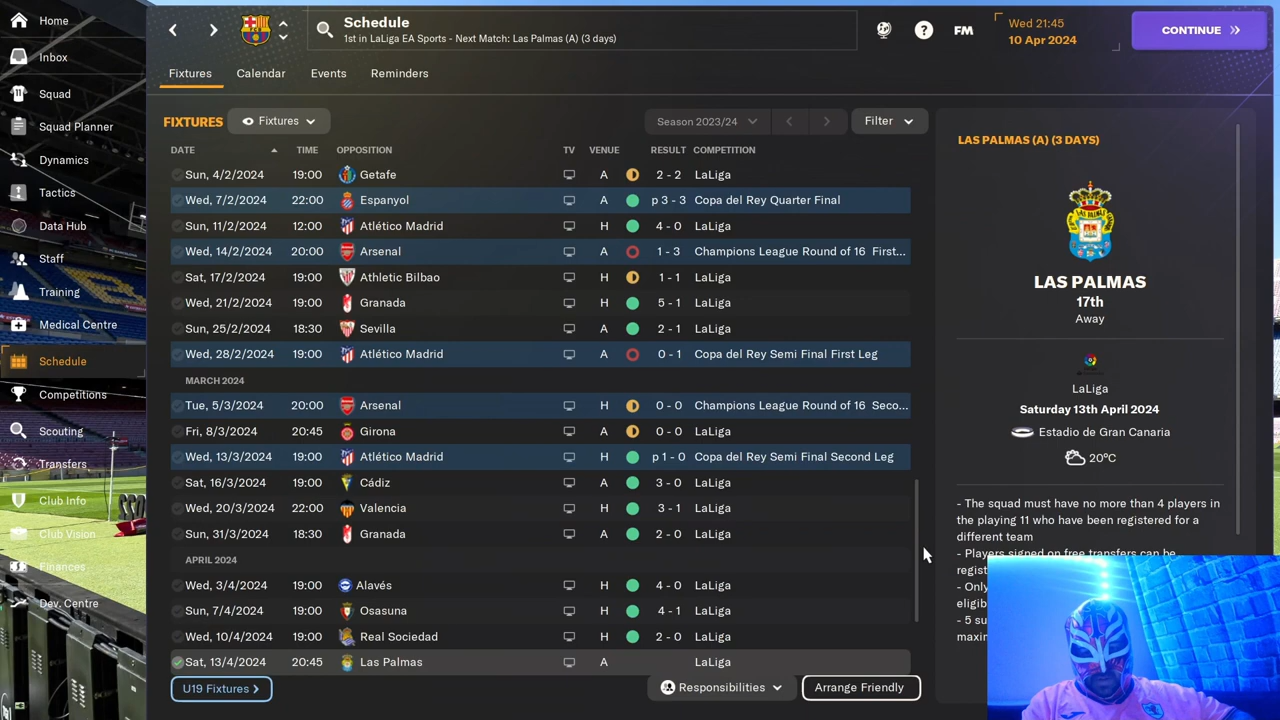 Home
Inbox
Squad
Squad Planner
Dynamics
Tactics
Data Hub
Staff
Training
Medical Centre
Schedule
Competitions
Scouting
Transfers
Club Info
Club Vision
Finances
Dev. Centre
Schedule
1st in LaLiga EA Sports - Next Match: Las Palmas (A) (3 days)
? FM
Wed 21:45
10 Apr 2024
CONTINUE
Fixtures Calendar Events Reminders
FIXTURES Fixtures Season 2023/24 Filter
DATE TIME OPPOSITION TV VENUE RESULT COMPETITION
Sun, 4/2/2024 19:00 Getafe A 2 - 2 LaLiga
Wed, 7/2/2024 22:00 Espanyol A p 3 - 3 Copa del Rey Quarter Final
Sun, 11/2/2024 12:00 Atlético Madrid H 4 - 0 LaLiga
Wed, 14/2/2024 20:00 Arsenal A 1 - 3 Champions League Round of 16 First...
Sat, 17/2/2024 19:00 Athletic Bilbao H 1 - 1 LaLiga
Wed, 21/2/2024 19:00 Granada H 5 - 1 LaLiga
Sun, 25/2/2024 18:30 Sevilla A 2 - 1 LaLiga
Wed, 28/2/2024 19:00 Atlético Madrid A 0 - 1 Copa del Rey Semi Final First Leg
MARCH 2024
Tue, 5/3/2024 20:00 Arsenal H 0 - 0 Champions League Round of 16 Seco...
Fri, 8/3/2024 20:45 Girona A 0 - 0 LaLiga
Wed, 13/3/2024 19:00 Atlético Madrid H p 1 - 0 Copa del Rey Semi Final Second Leg
Sat, 16/3/2024 19:00 Cádiz A 3 - 0 LaLiga
Wed, 20/3/2024 22:00 Valencia H 3 - 1 LaLiga
Sun, 31/3/2024 18:30 Granada A 2 - 0 LaLiga
APRIL 2024
Wed, 3/4/2024 19:00 Alavés H 4 - 0 LaLiga
Sun, 7/4/2024 19:00 Osasuna H 4 - 1 LaLiga
Wed, 10/4/2024 19:00 Real Sociedad H 2 - 0 LaLiga
Sat, 13/4/2024 20:45 Las Palmas A LaLiga
U19 Fixtures Responsibilities Arrange Friendly
LAS PALMAS (A) (3 DAYS)
LAS PALMAS
17th
Away
LaLiga
Saturday 13th April 2024
Estadio de Gran Canaria
20°C
- The squad must have no more than 4 players in
the playing 11 who have been registered for a
different team
- Players signed on free transfers can be
regist
- Only
eligib
- 5 su
maxin